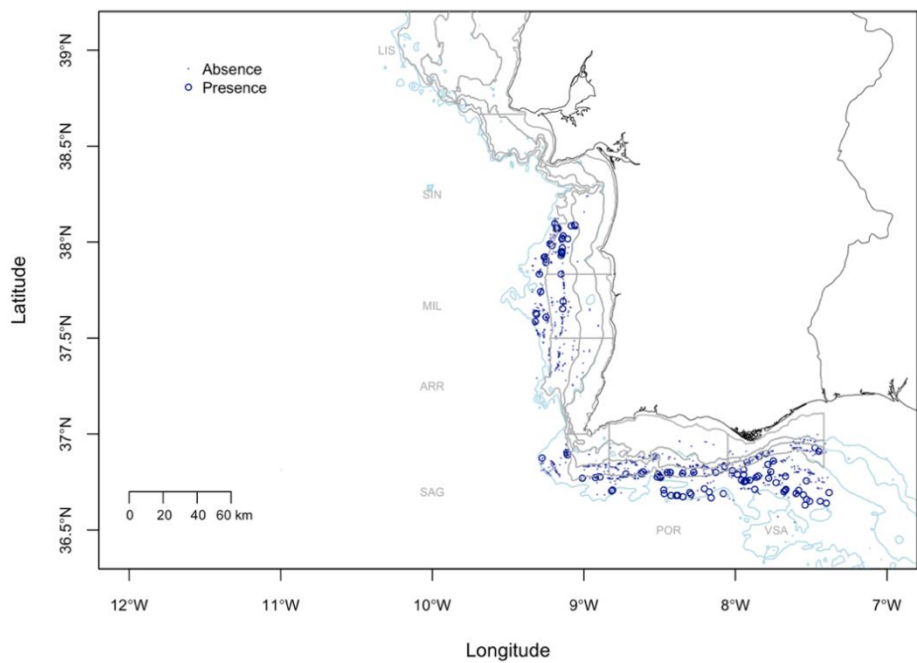 39°N
38.5°N
38°N
37.5°N
37°N
36.5°N
Latitude
Absence
Presence
LIS
SIN
MIL
ARR
SAG
POR
VSA
0 20 40 60 km
12°W 11°W 10°W 9°W 8°W 7°W
Longitude